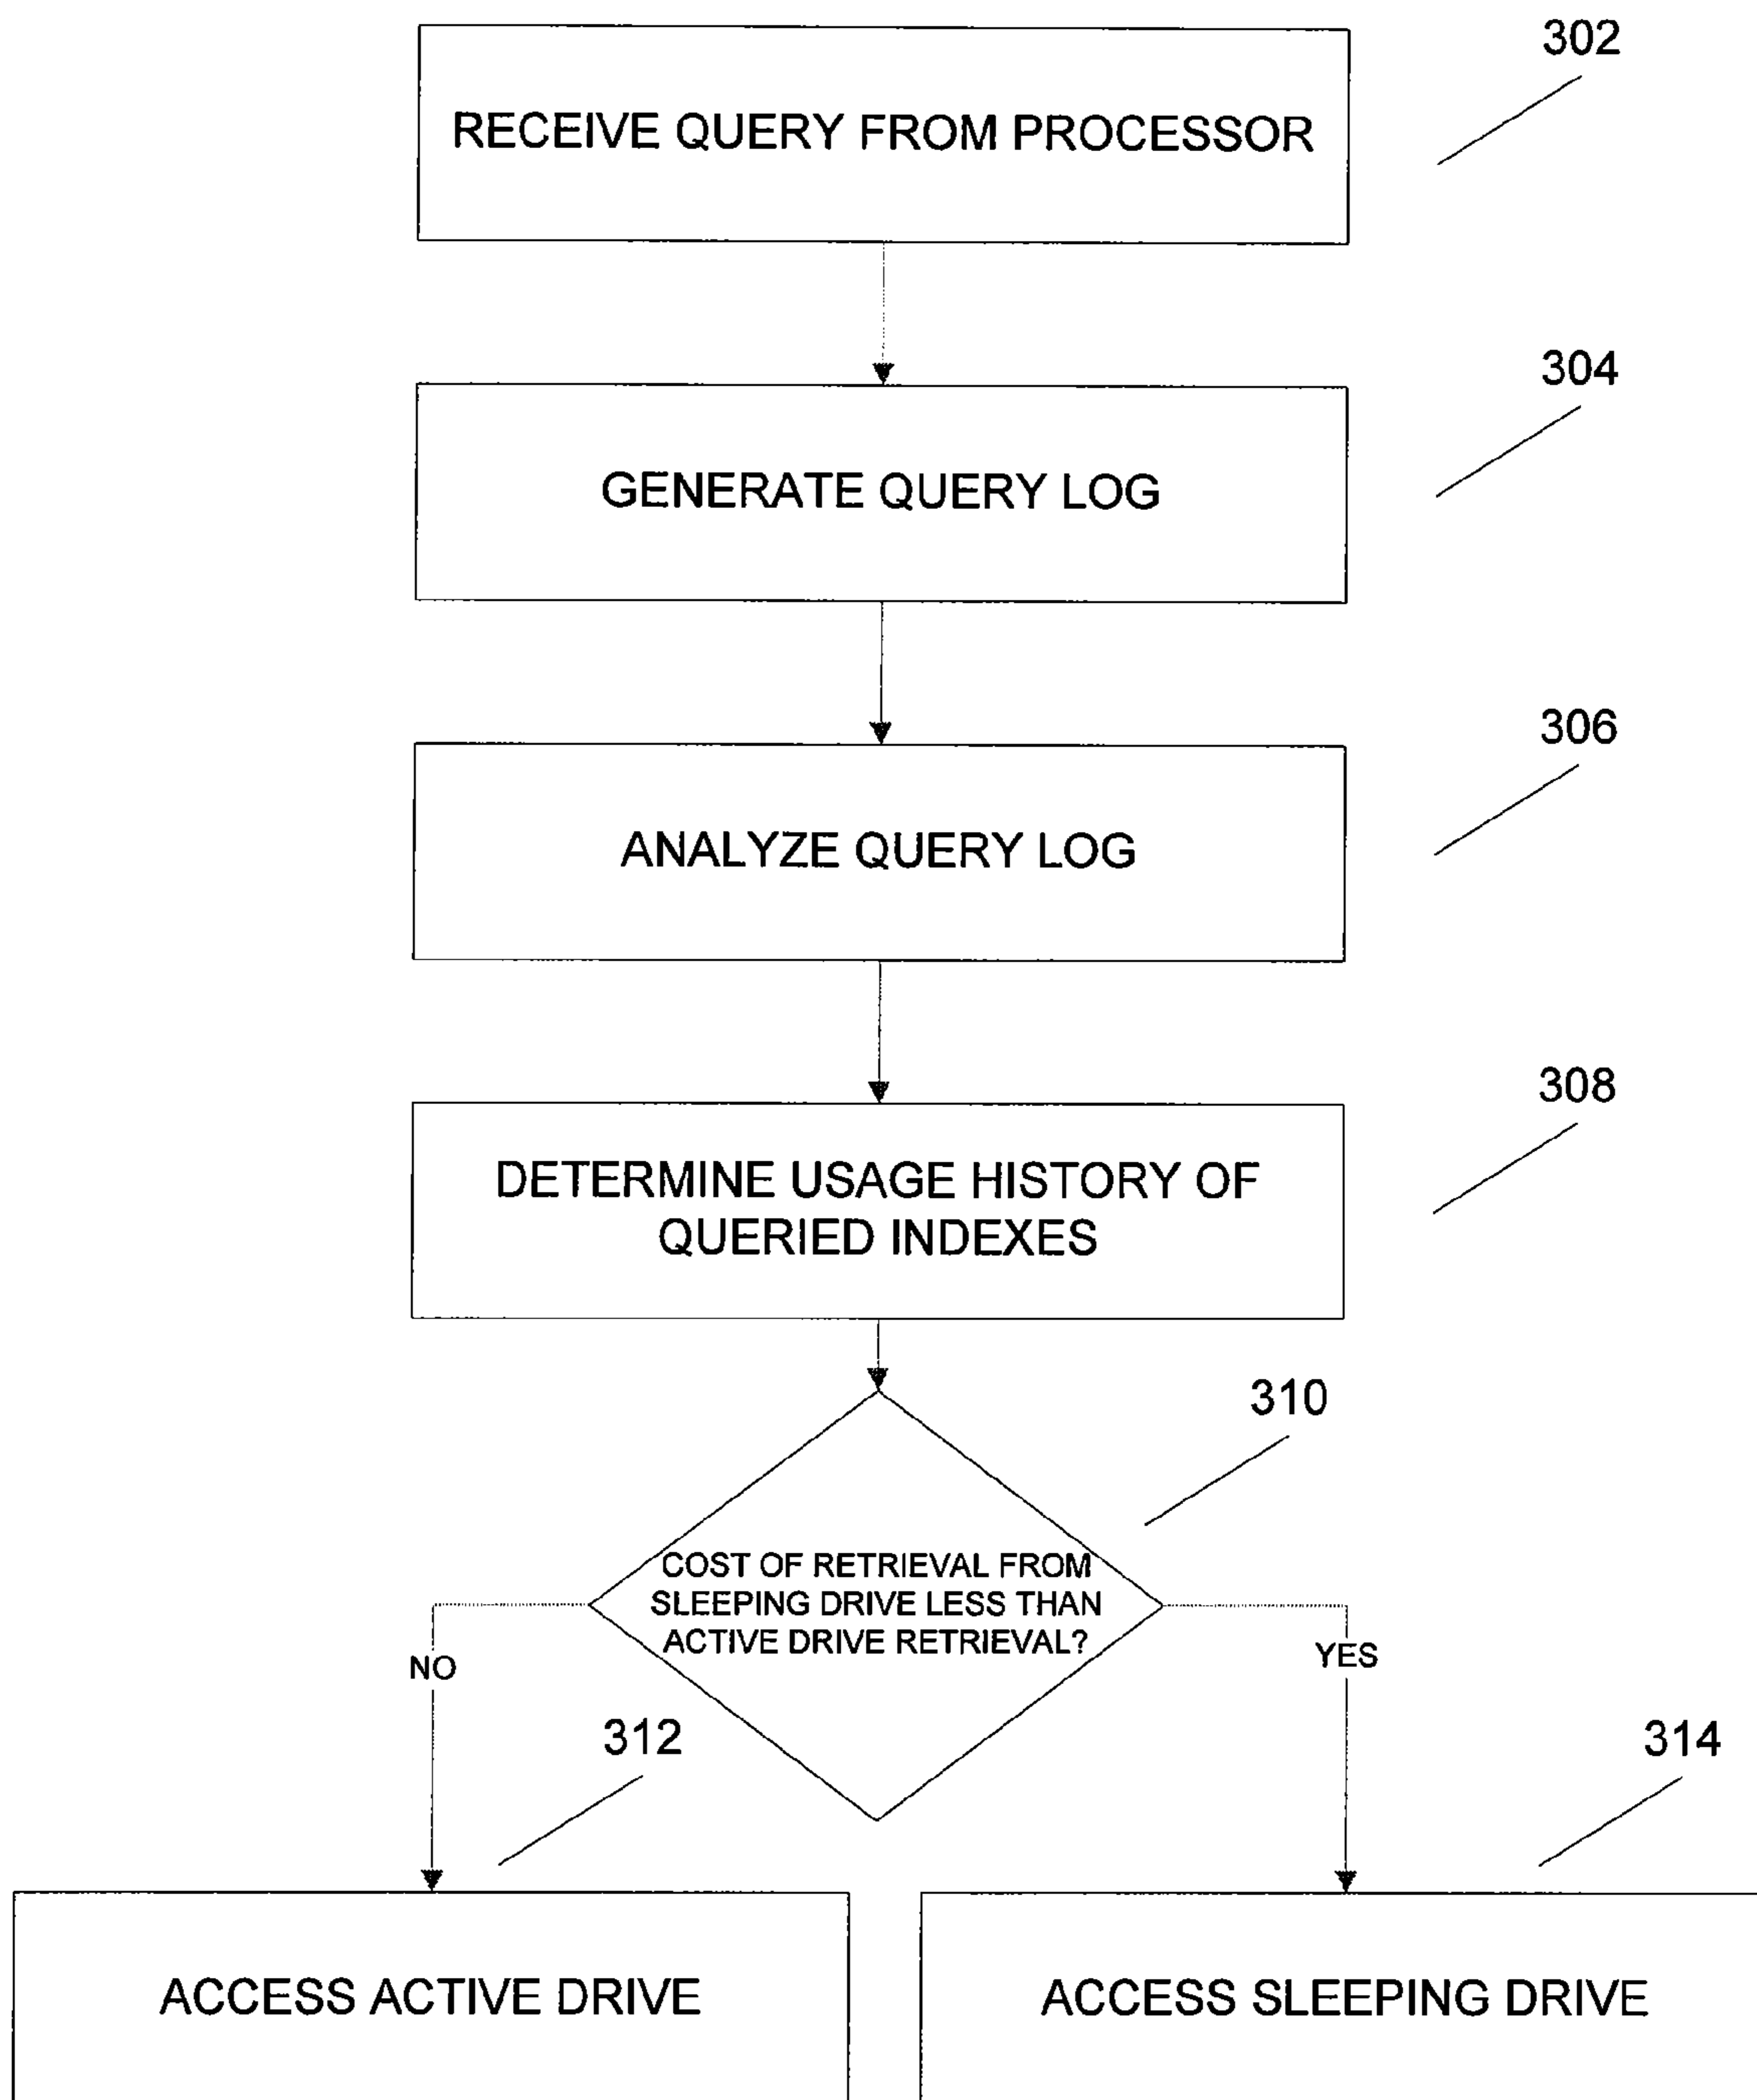 302
RECEIVE QUERY FROM PROCESSOR
304
GENERATE QUERY LOG
306
ANALYZE QUERY LOG
308
DETERMINE USAGE HISTORY OF
QUERIED INDEXES
310
COST OF RETRIEVAL FROM
SLEEPING DRIVE LESS THAN
ACTIVE DRIVE RETRIEVAL?
NO
YES
312
314
ACCESS ACTIVE DRIVE
ACCESS SLEEPING DRIVE